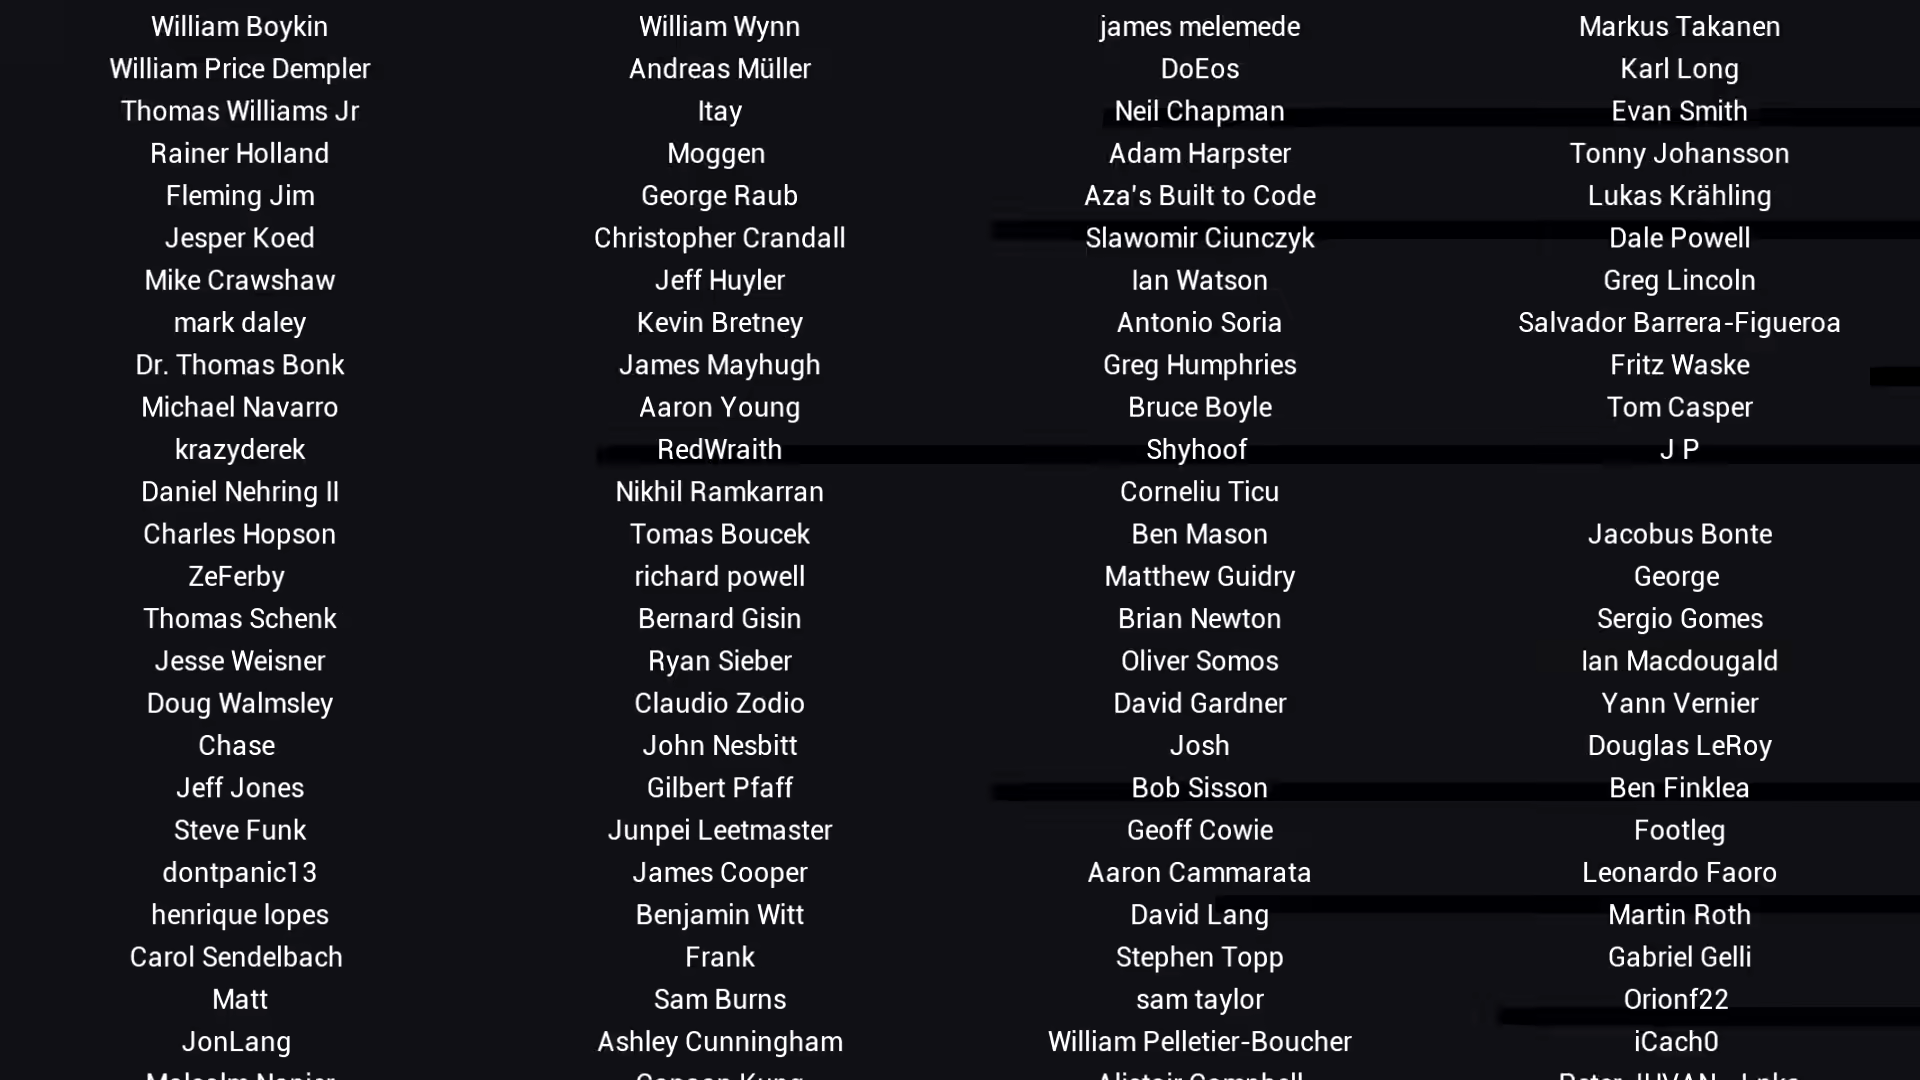 William Boykin William Wynn james melemede Markus Takanen
William Price Dempler Andreas Müller DoEos Karl Long
Thomas Williams Jr Itay Neil Chapman Evan Smith
Rainer Holland Moggen Adam Harpster Tonny Johansson
Fleming Jim George Raub Aza's Built to Code Lukas Krähling
Jesper Koed Christopher Crandall Slawomir Ciunczyk Dale Powell
Mike Crawshaw Jeff Huyler Ian Watson Greg Lincoln
mark daley Kevin Bretney Antonio Soria Salvador Barrera-Figueroa
Dr. Thomas Bonk James Mayhugh Greg Humphries Fritz Waske
Michael Navarro Aaron Young Bruce Boyle Tom Casper
krazyderek RedWraith Shyhoof J P
Daniel Nehring II Nikhil Ramkarran Corneliu Ticu
Charles Hopson Tomas Boucek Ben Mason Jacobus Bonte
ZeFerby richard powell Matthew Guidry George
Thomas Schenk Bernard Gisin Brian Newton Sergio Gomes
Jesse Weisner Ryan Sieber Oliver Somos Ian Macdougald
Doug Walmsley Claudio Zodio David Gardner Yann Vernier
Chase John Nesbitt Josh Douglas LeRoy
Jeff Jones Gilbert Pfaff Bob Sisson Ben Finklea
Steve Funk Junpei Leetmaster Geoff Cowie Footleg
dontpanic13 James Cooper Aaron Cammarata Leonardo Faoro
henrique lopes Benjamin Witt David Lang Martin Roth
Carol Sendelbach Frank Stephen Topp Gabriel Gelli
Matt Sam Burns sam taylor Orionf22
JonLang Ashley Cunningham William Pelletier-Boucher iCach0
Malcolm Napier Alistair Campbell Peter